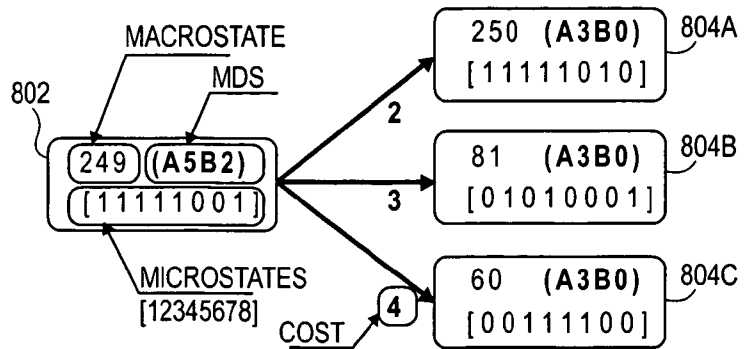 MACROSTATE
MDS
802
249 (A5B2)
[11111001]
MICROSTATES
[12345678]
COST
2
3
4
250 (A3B0)
[11111010]
804A
81 (A3B0)
[01010001]
804B
60 (A3B0)
[00111100]
804C